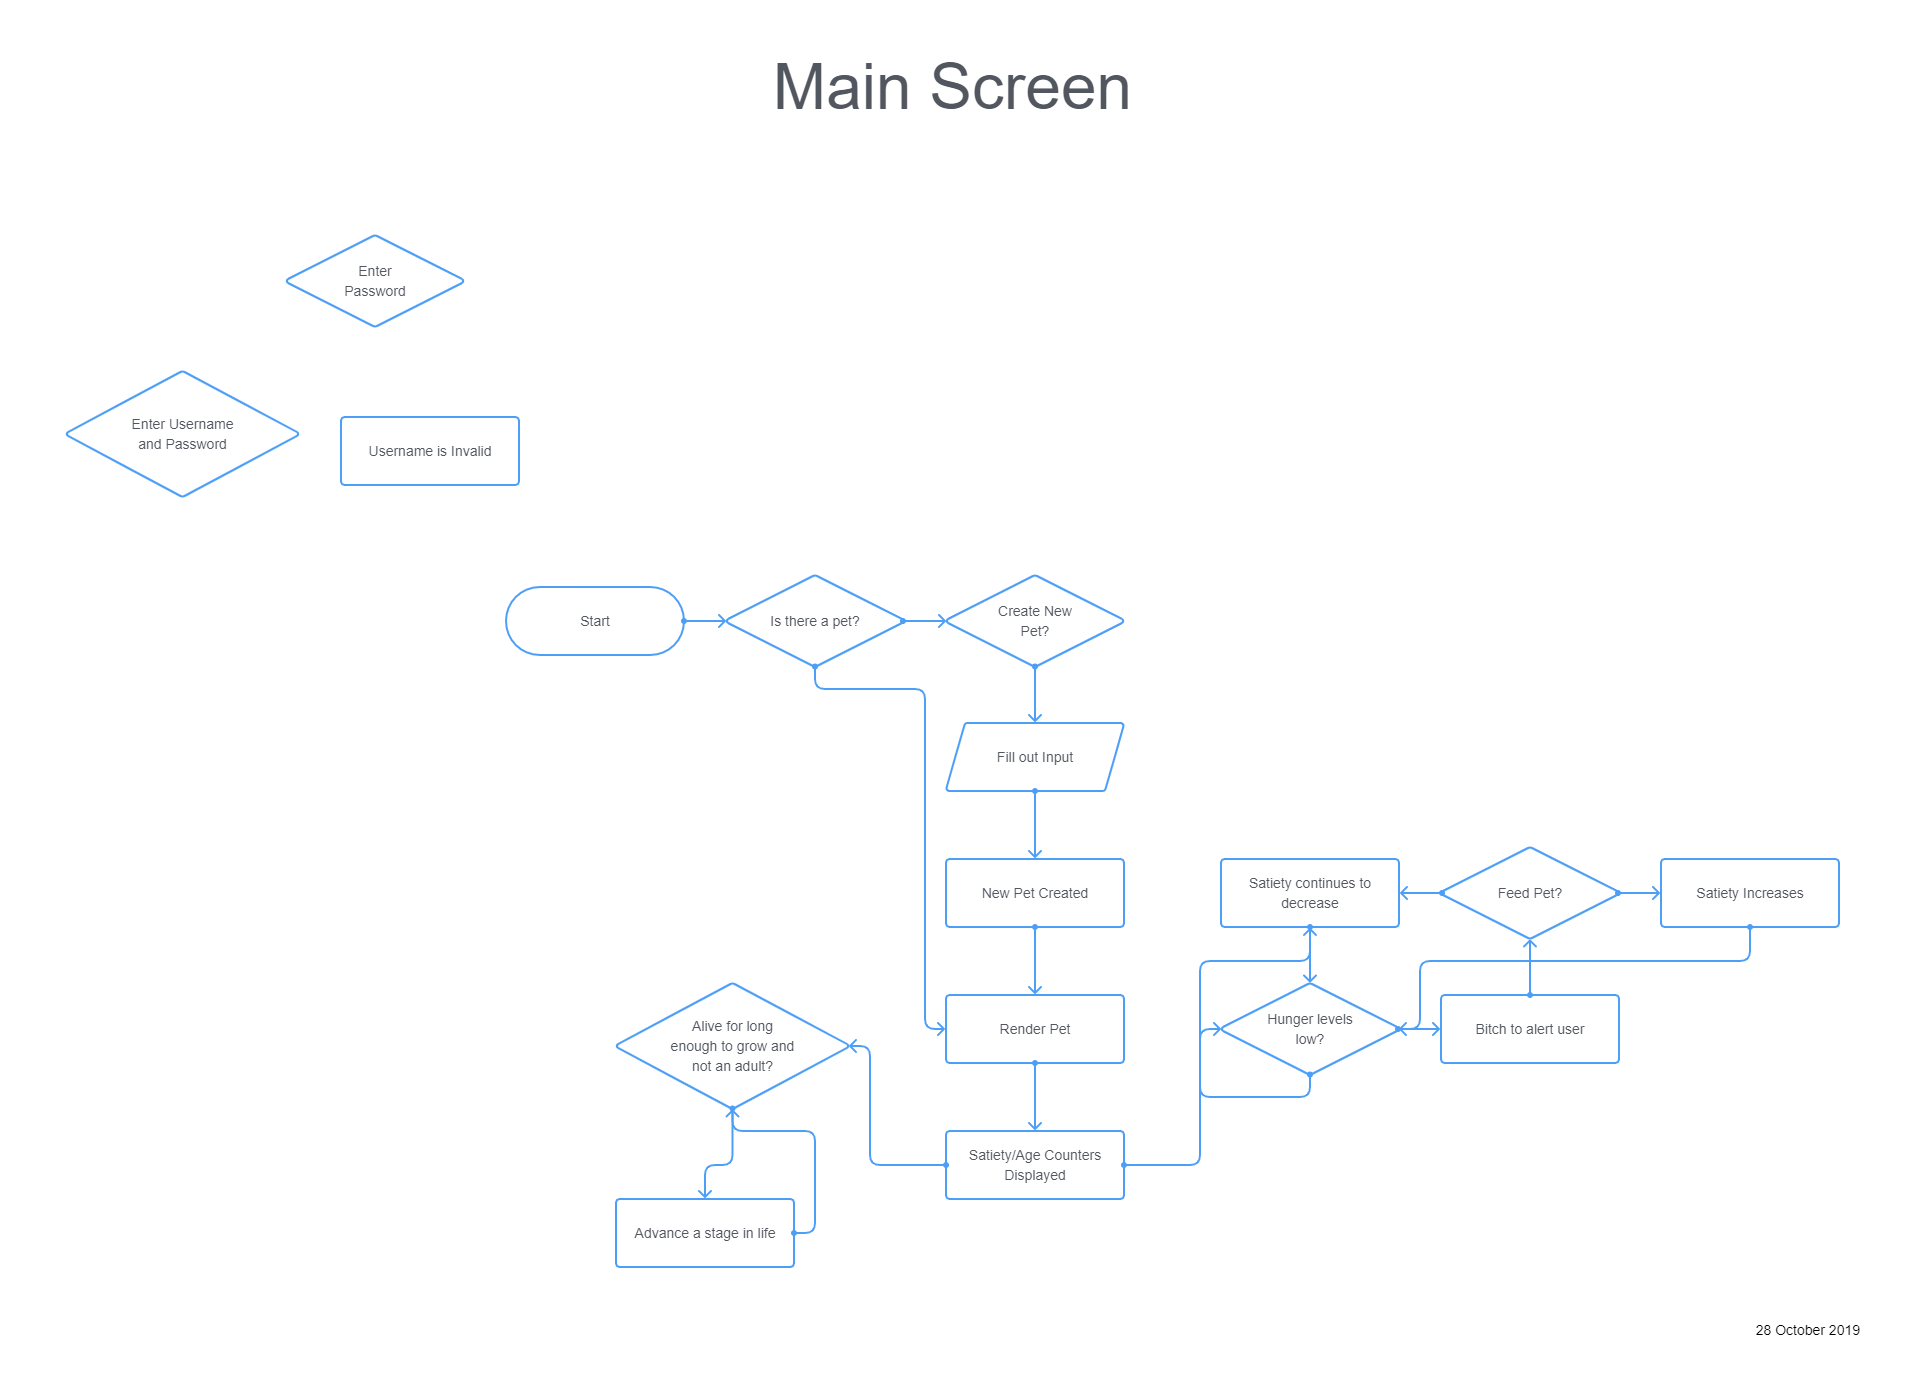 Main Screen
Enter
Password
Enter Username
and Password
Username is Invalid
Start
Is there a pet?
Create New
Pet?
Fill out Input
New Pet Created
Satiety continues to
decrease
Feed Pet?
Satiety Increases
Alive for long
enough to grow and
not an adult?
Render Pet
Hunger levels
low?
Bitch to alert user
Satiety/Age Counters
Displayed
Advance a stage in life
28 October 2019